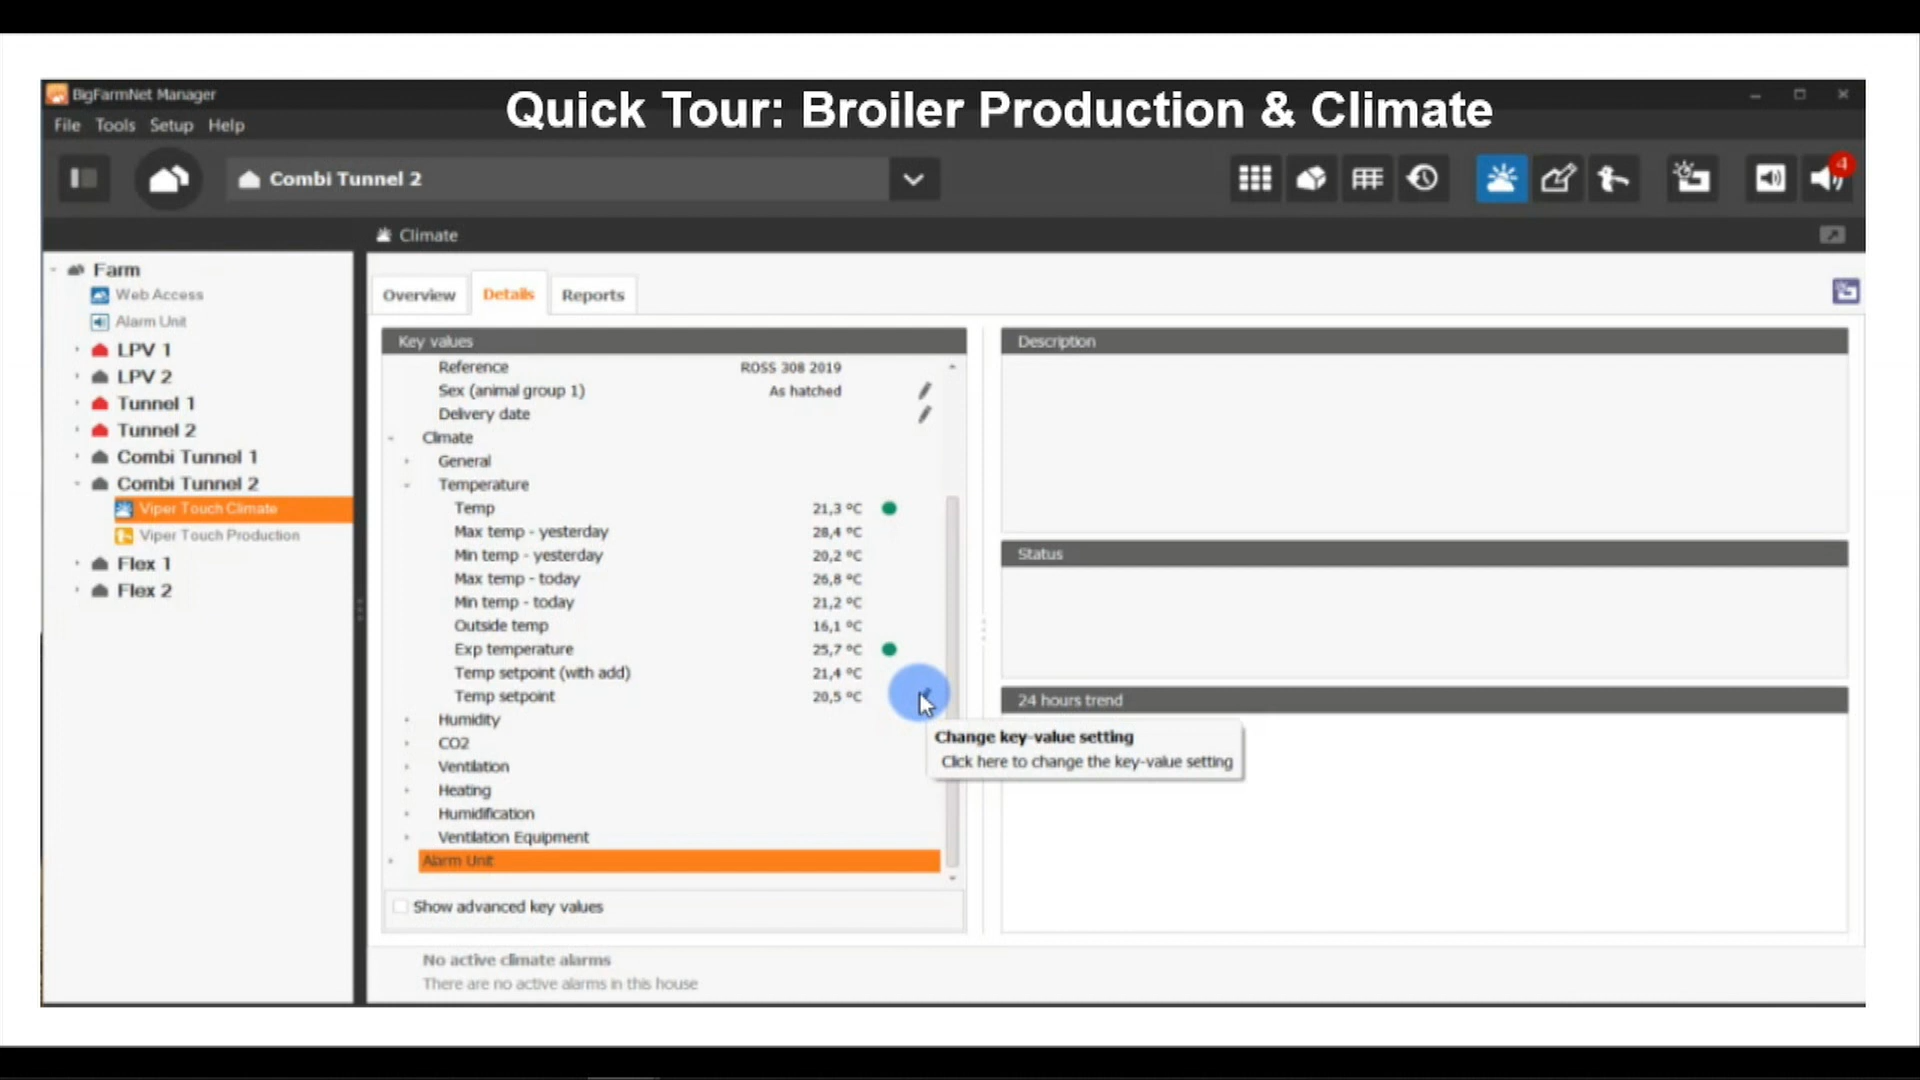 BigFarmNet Manager
Quick Tour: Broiler Production & Climate
File Tools Setup Help
Combi Tunnel 2
4
Climate
Farm
Web Access
Alarm Unit
LPV 1
LPV 2
Tunnel 1
Tunnel 2
Combi Tunnel 1
Combi Tunnel 2
Viper Touch Climate
Viper Touch Production
Flex 1
Flex 2
Overview Details Reports
Key values
Reference ROSS 308 2019
Sex (animal group 1) As hatched
Delivery date
Climate
General
Temperature
Temp 21,3 °C
Max temp - yesterday 28,4 °C
Min temp - yesterday 20,2 °C
Max temp - today 26,8 °C
Min temp - today 21,2 °C
Outside temp 16,1 °C
Exp temperature 25,7 °C
Temp setpoint (with add) 21,4 °C
Temp setpoint 20,5 °C
Humidity
CO2
Ventilation
Heating
Humidification
Ventilation Equipment
Alarm Unit
Show advanced key values
Description
Status
24 hours trend
Change key-value setting
Click here to change the key-value setting
No active climate alarms
There are no active alarms in this house